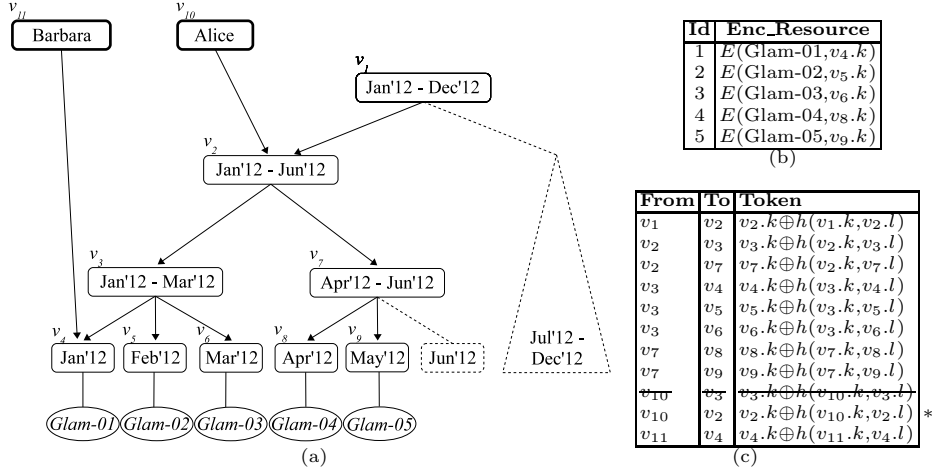 v11
Barbara
v10
Alice
v1
Jan'12 - Dec'12
v2
Jan'12 - Jun'12
v3
Jan'12 - Mar'12
v7
Apr'12 - Jun'12
v4
Jan'12
v5
Feb'12
v6
Mar'12
v8
Apr'12
v9
May'12
Jun'12
Jul'12 -
Dec'12
Glam-01
Glam-02
Glam-03
Glam-04
Glam-05
(a)
Id Enc_Resource
1 E(Glam-01,v4.k)
2 E(Glam-02,v5.k)
3 E(Glam-03,v6.k)
4 E(Glam-04,v8.k)
5 E(Glam-05,v9.k)
(b)
From To Token
v1 v2 v2.k⊕h(v1.k,v2.l)
v2 v3 v3.k⊕h(v2.k,v3.l)
v2 v7 v7.k⊕h(v2.k,v7.l)
v3 v4 v4.k⊕h(v3.k,v4.l)
v3 v5 v5.k⊕h(v3.k,v5.l)
v3 v6 v6.k⊕h(v3.k,v6.l)
v7 v8 v8.k⊕h(v7.k,v8.l)
v7 v9 v9.k⊕h(v7.k,v9.l)
v10 v3 v3.k⊕h(v10.k,v3.l)
v10 v2 v2.k⊕h(v10.k,v2.l) *
v11 v4 v4.k⊕h(v11.k,v4.l)
(c)